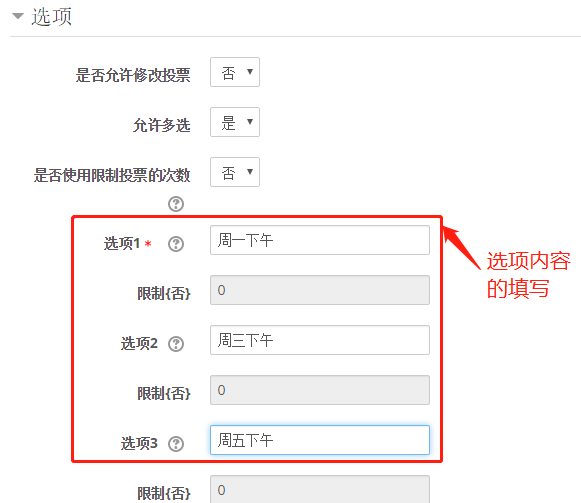 选项
是否允许修改投票 否
允许多选 是
是否使用限制投票的次数 否
选项1 * 周一下午
限制{否} 0
选项2 周三下午
限制{否} 0
选项3 周五下午
限制{否} 0
选项内容
的填写